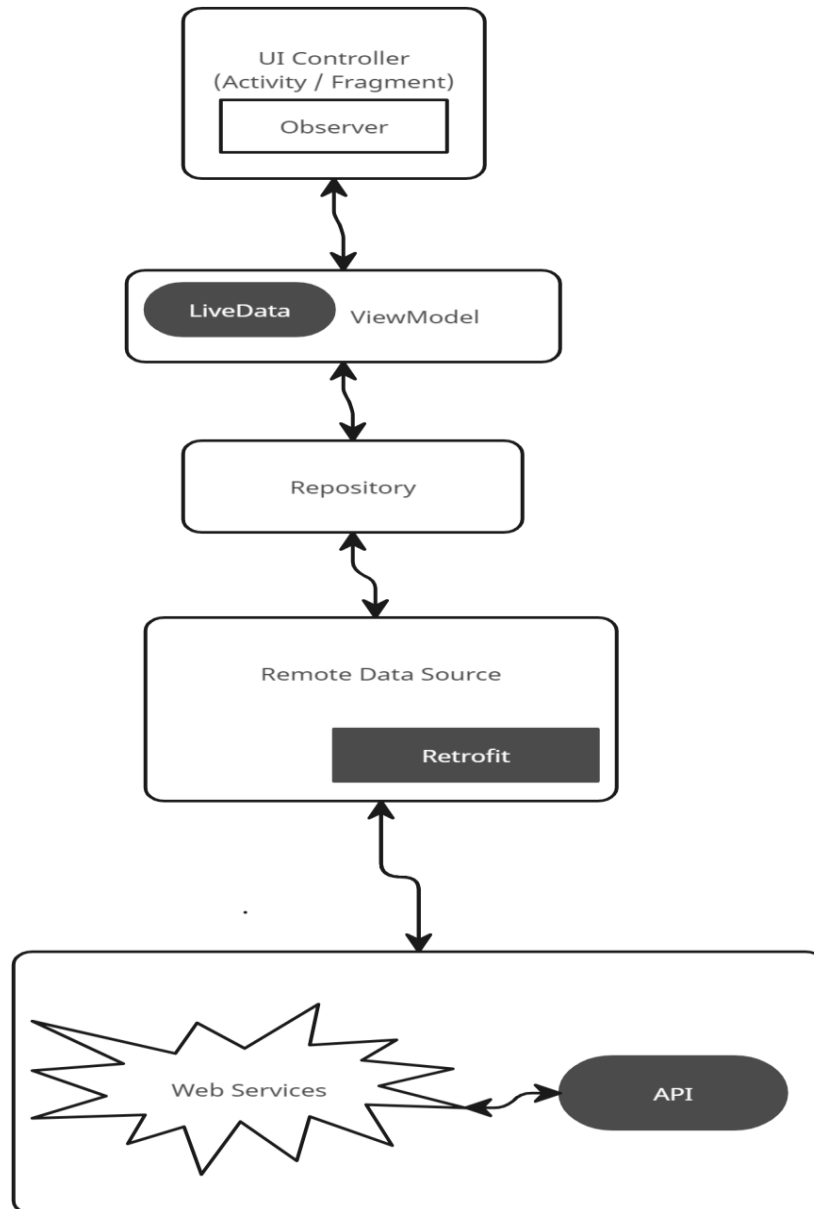 UI Controller
(Activity / Fragment)
Observer
LiveData
ViewModel
Repository
Remote Data Source
Retrofit
Web Services
API